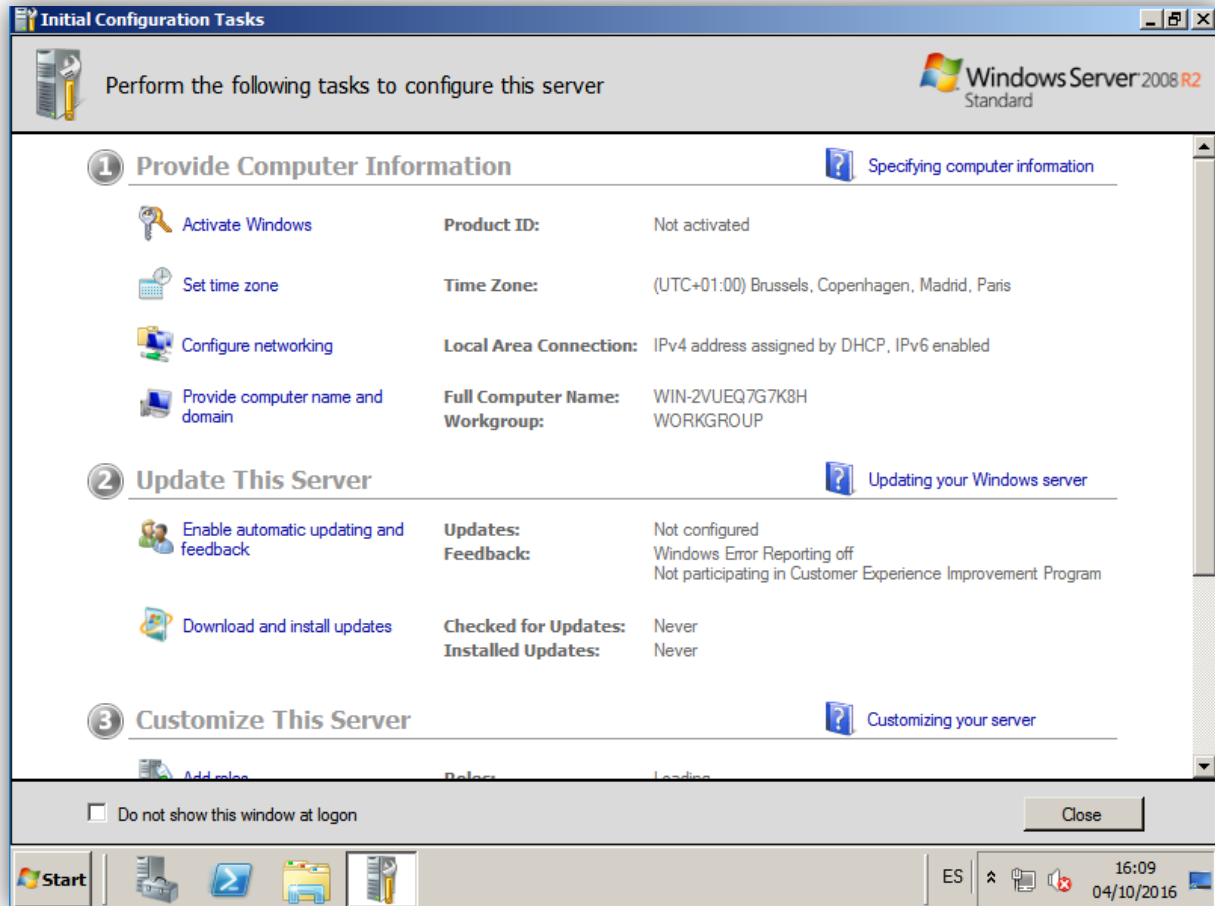 Initial Configuration Tasks
Perform the following tasks to configure this server
Windows Server 2008 R2
Standard
1 Provide Computer Information
Specifying computer information
Activate Windows Product ID: Not activated
Set time zone Time Zone: (UTC+01:00) Brussels, Copenhagen, Madrid, Paris
Configure networking Local Area Connection: IPv4 address assigned by DHCP, IPv6 enabled
Provide computer name and domain
Full Computer Name: WIN-2VUEQ7G7K8H
Workgroup: WORKGROUP
2 Update This Server
Updating your Windows server
Enable automatic updating and feedback
Updates: Not configured
Feedback: Windows Error Reporting off
Not participating in Customer Experience Improvement Program
Download and install updates
Checked for Updates: Never
Installed Updates: Never
3 Customize This Server
Customizing your server
Add roles Roles: Loading
Do not show this window at logon
Close
Start
ES
16:09
04/10/2016